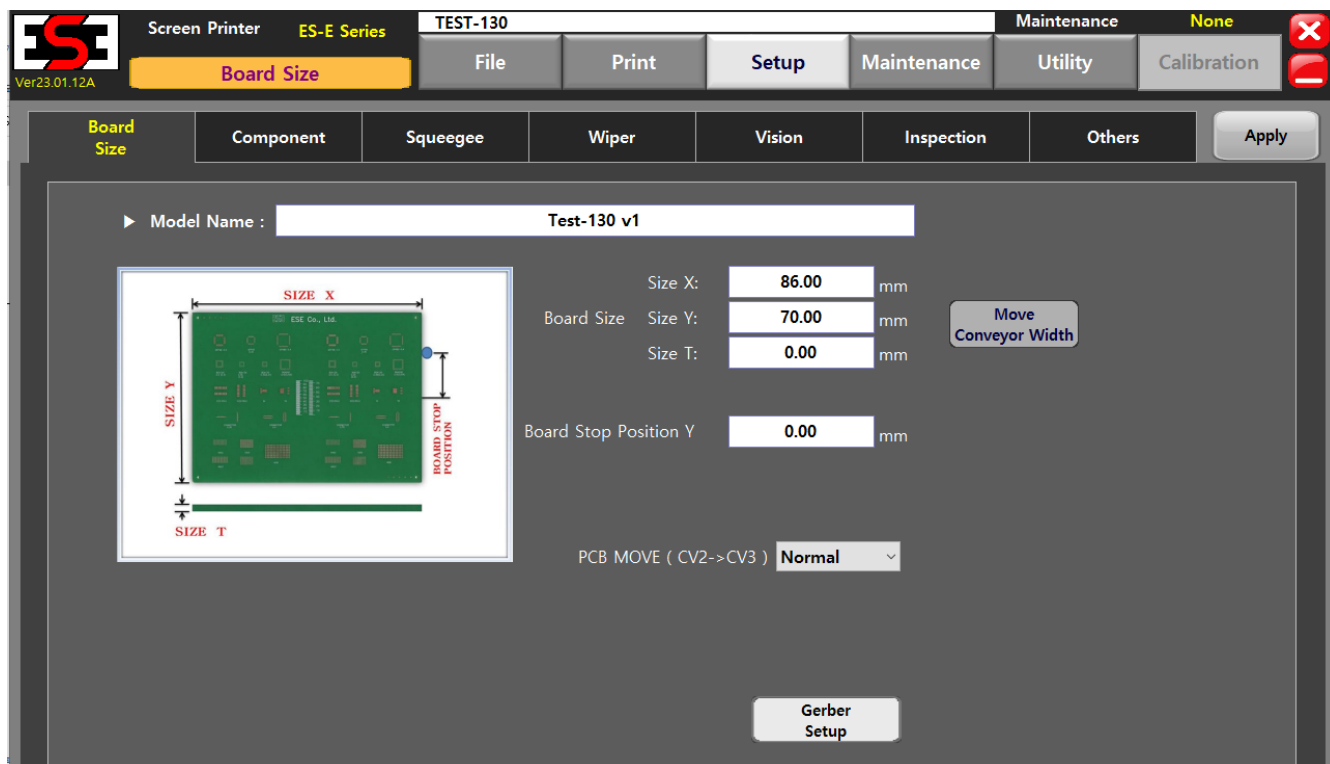 Screen Printer ES-E Series TEST-130 Maintenance None
File Print Setup Maintenance Utility Calibration
Ver23.01.12A Board Size
Board
Size
Component Squeegee Wiper Vision Inspection Others Apply
Model Name : Test-130 v1
SIZE X
ESE Co., Ltd.
SIZE Y
BOARD STOP
POSITION
SIZE T
Size X: 86.00 mm
Board Size Size Y: 70.00 mm
Size T: 0.00 mm
Move
Conveyor Width
Board Stop Position Y 0.00 mm
PCB MOVE ( CV2->CV3 ) Normal
Gerber
Setup